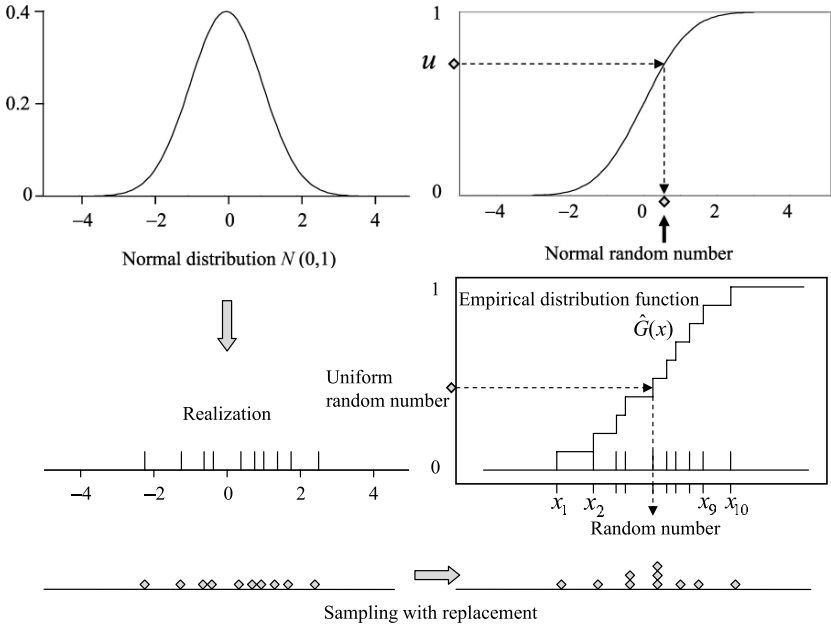 0.4
0.2
0
−4 −2 0 2 4
Normal distribution N (0,1)
1
u
0
−4 −2 0 2 4
Normal random number
Realization
−4 −2 0 2 4
1
Empirical distribution function
Ĝ(x)
Uniform
random number
0
x1 x2 x9 x10
Random number
Sampling with replacement